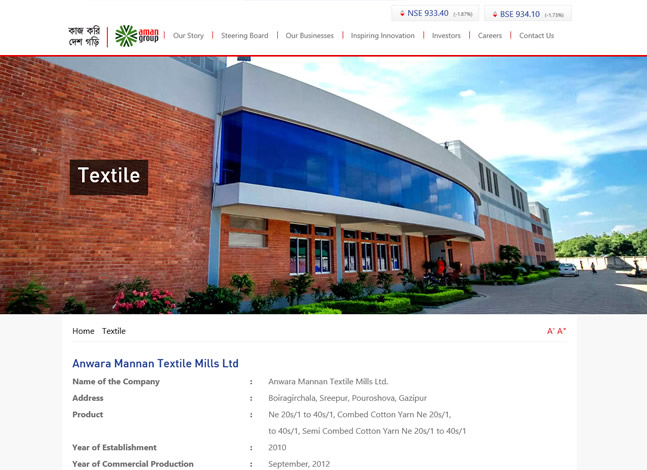 NSE 933.40 (-1.87%) BSE 934.10 (-1.73%)
কাজ করি
দেশ গড়ি
aman
group
Our Story Steering Board Our Businesses Inspiring Innovation Investors Careers Contact Us
Textile
Home Textile A- A+
Anwara Mannan Textile Mills Ltd
Name of the Company : Anwara Mannan Textile Mills Ltd.
Address : Boiragirchala, Sreepur, Pouroshova, Gazipur
Product : Ne 20s/1 to 40s/1, Combed Cotton Yarn Ne 20s/1,
to 40s/1, Semi Combed Cotton Yarn Ne 20s/1 to 40s/1
Year of Establishment : 2010
Year of Commercial Production : September, 2012